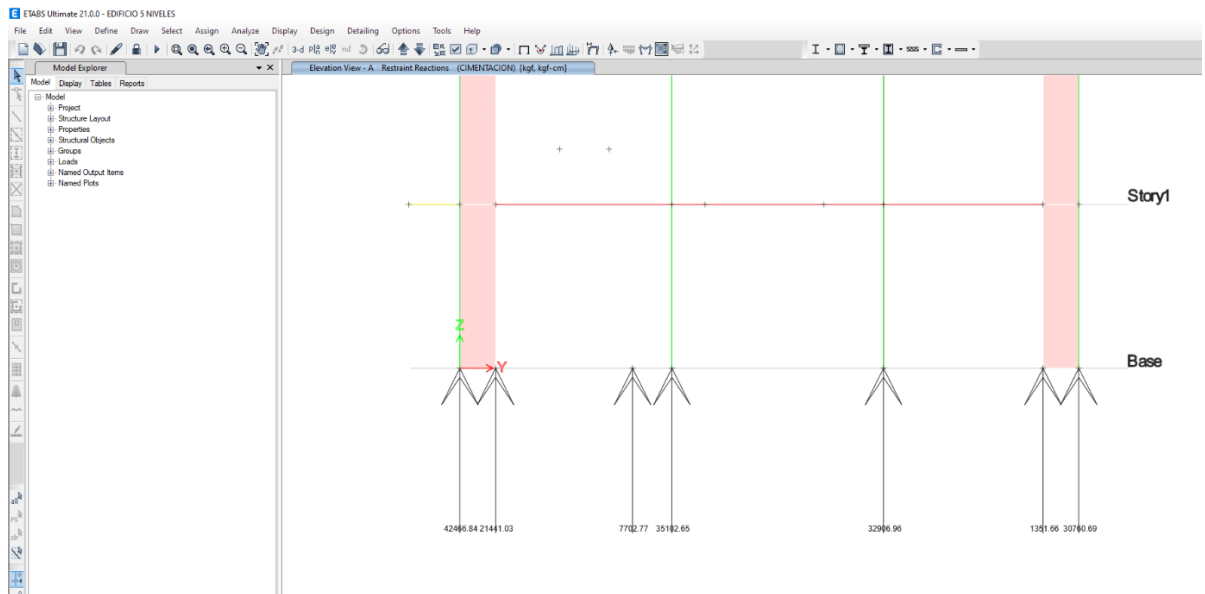 ETABS Ultimate 21.0.0 - EDIFICIO 5 NIVELES
File Edit View Define Draw Select Assign Analyze Display Design Detailing Options Tools Help
3-d nd
Model Explorer
Elevation View - A Restraint Reactions (CIMENTACION) [kgf, kgf-cm]
Model Display Tables Reports
Model
Project
Structure Layout
Properties
Structural Objects
Groups
Loads
Named Output Items
Named Plots
Story1
Z
Y
Base
42466.84 21441.03 7702.77 35102.65 32906.96 1351.66 30760.69
all